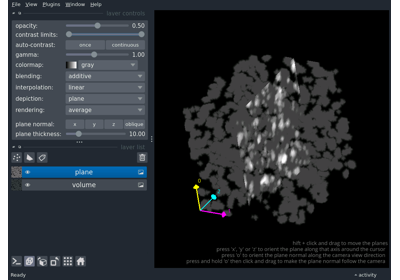 File View Plugins Window Help
layer controls
opacity: 0.50
contrast limits:
auto-contrast: once continuous
gamma: 1.00
colormap: gray
blending: additive
interpolation: linear
depiction: plane
rendering: average
plane normal: x y z oblique
plane thickness: 10.00
layer list
plane
volume
0
hift + click and drag to move the planes
press 'x', 'y' or 'z' to orient the plane along that axis around the cursor
press 'o' to orient the plane normal along the camera view direction
press and hold 'o' then click and drag to make the plane normal follow the camera
Ready
activity